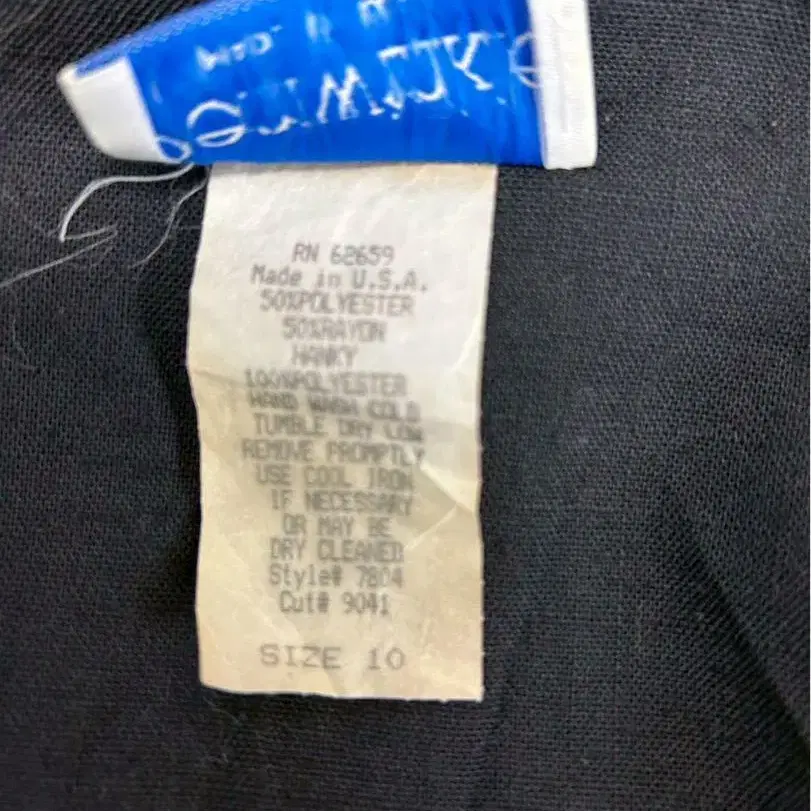 RN 62659
Made in U.S.A.
50%POLYESTER
50%RAYON
HANKY
100%POLYESTER
HAND WASH COLD
TUMBLE DRY LOW
REMOVE PROMPTLY
USE COOL IRON
IF NECESSARY
OR MAY BE
DRY CLEANED
Style# 7804
Cut# 9041
SIZE 10